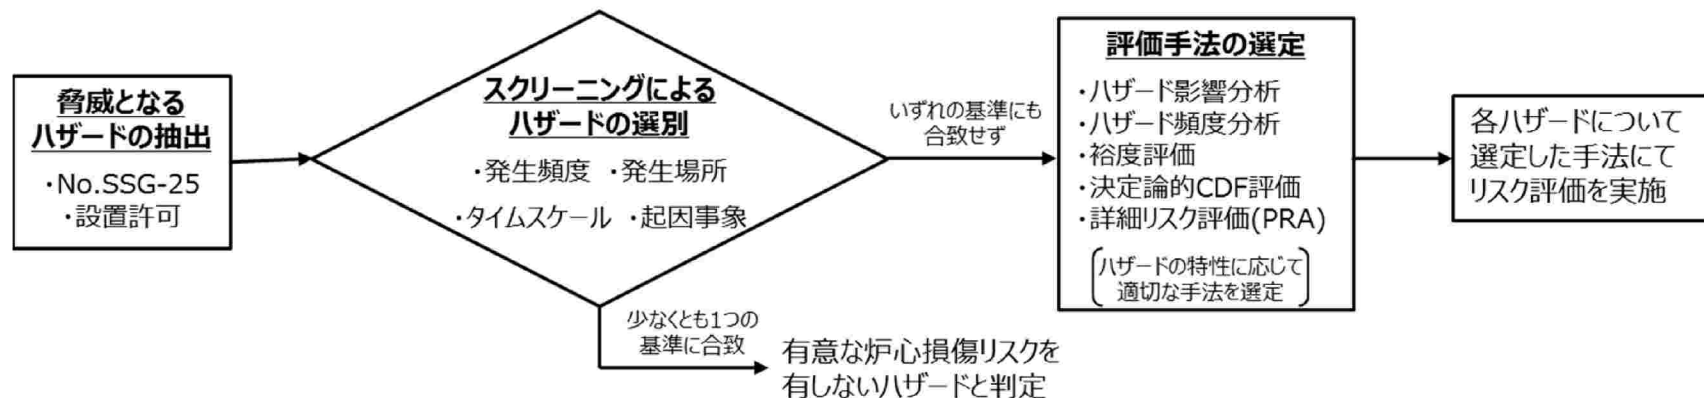 脅威となる
ハザードの抽出
・No.SSG-25
・設置許可
スクリーニングによる
ハザードの選別
・発生頻度 ・発生場所
・タイムスケール ・起因事象
いずれの基準にも
合致せず
少なくとも1つの
基準に合致
有意な炉心損傷リスクを
有しないハザードと判定
評価手法の選定
・ハザード影響分析
・ハザード頻度分析
・裕度評価
・決定論的CDF評価
・詳細リスク評価(PRA)
ハザードの特性に応じて
適切な手法を選定
各ハザードについて
選定した手法にて
リスク評価を実施